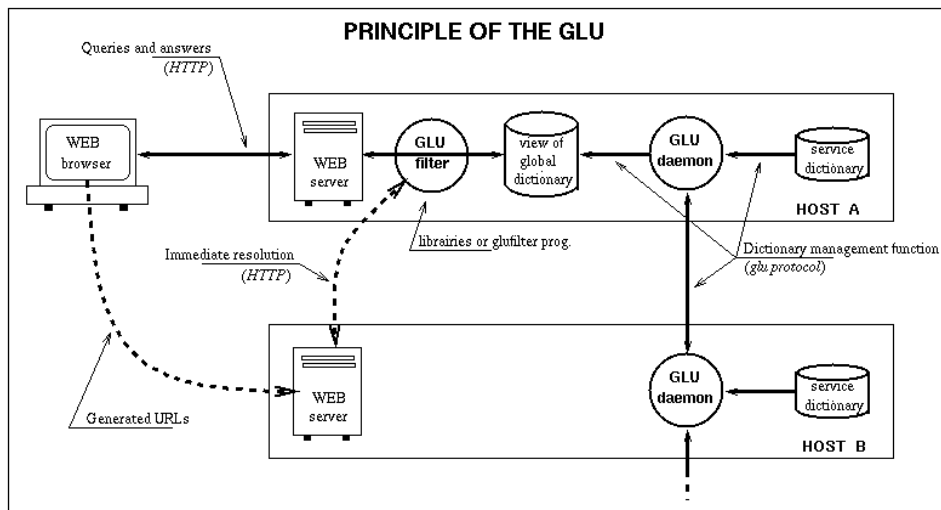 PRINCIPLE OF THE GLU
Queries and answers
(HTTP)
WEB
browser
WEB
server
GLU
filter
view of
global
dictionary
GLU
daemon
service
dictionary
HOST A
librairies or glufilter prog.
Immediate resolution
(HTTP)
Dictionary management function
(glu protocol)
WEB
server
GLU
daemon
service
dictionary
Generated URLs
HOST B